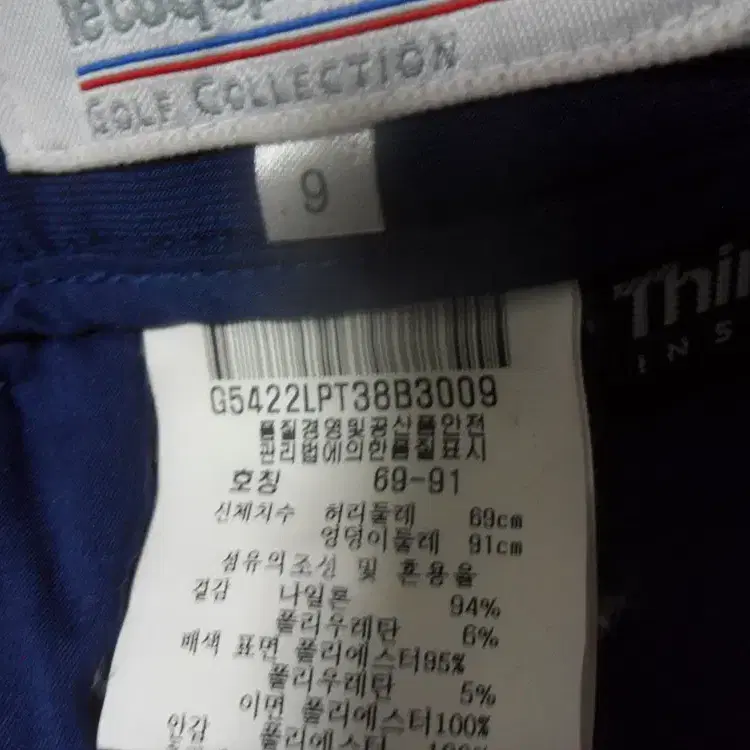 lecoqsp
GOLF COLLECTION
9
Thi
INS
G5422LPT38B3009
품질경영및공산품안전
관리법에의한품질표시
호칭 69-91
신체치수 허리둘레 69cm
엉덩이둘레 91cm
섬유의조성 및 혼용율
겉감 나일론 94%
폴리우레탄 6%
배색 표면 폴리에스터95%
폴리우레탄 5%
이면 폴리에스터100%
안감 폴리에스터 100%